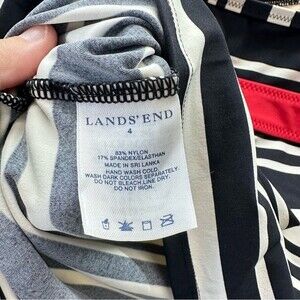 LANDS' END
4
83% NYLON
17% SPANDEX/ELASTHAN
MADE IN SRI LANKA
HAND WASH COLD.
WASH DARK COLORS SEPARATELY.
DO NOT BLEACH LINE DRY.
DO NOT IRON.